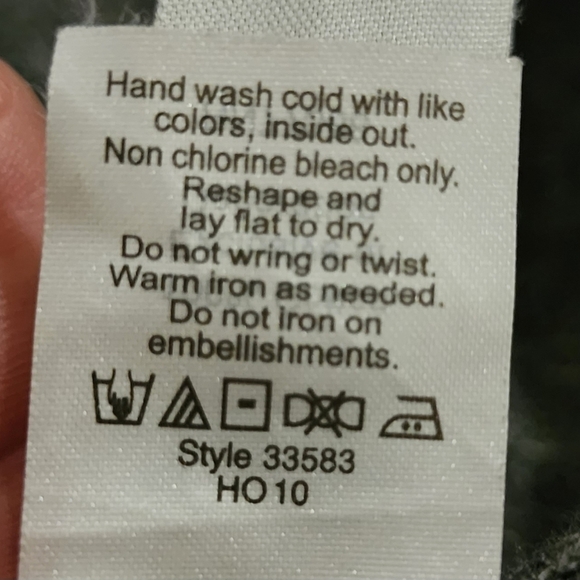 Hand wash cold with like
colors, inside out.
Non chlorine bleach only.
Reshape and
lay flat to dry.
Do not wring or twist.
Warm iron as needed.
Do not iron on
embellishments.
Style 33583
HO10